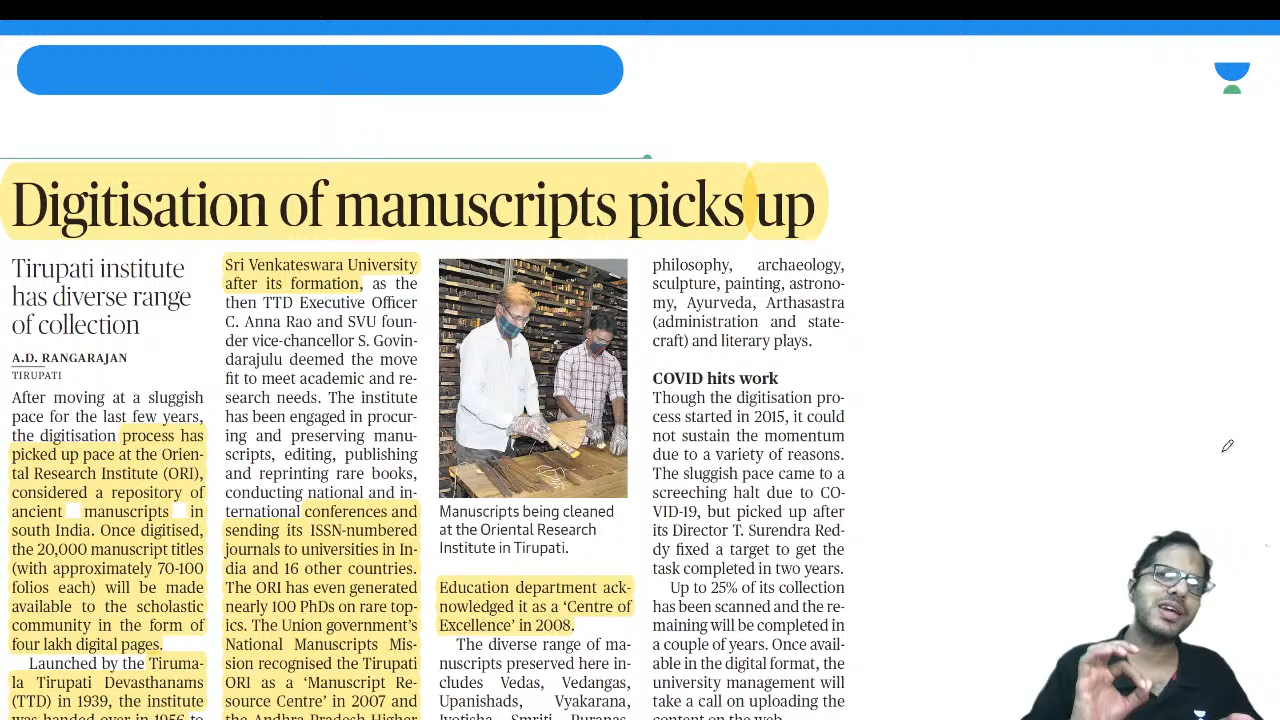 Digitisation of manuscripts picks up
Tirupati institute
has diverse range
of collection
A.D. RANGARAJAN
TIRUPATI
After moving at a sluggish
pace for the last few years,
the digitisation process has
picked up pace at the Orien-
tal Research Institute (ORI),
considered a repository of
ancient manuscripts in
south India. Once digitised,
the 20,000 manuscript titles
(with approximately 70-100
folios each) will be made
available to the scholastic
community in the form of
four lakh digital pages.
Launched by the Tiruma-
la Tirupati Devasthanams
(TTD) in 1939, the institute
was handed over in 1956 to
Sri Venkateswara University
after its formation, as the
then TTD Executive Officer
C. Anna Rao and SVU foun-
der vice-chancellor S. Govin-
darajulu deemed the move
fit to meet academic and re-
search needs. The institute
has been engaged in procur-
ing and preserving manu-
scripts, editing, publishing
and reprinting rare books,
conducting national and in-
ternational conferences and
sending its ISSN-numbered
journals to universities in In-
dia and 16 other countries.
The ORI has even generated
nearly 100 PhDs on rare top-
ics. The Union government's
National Manuscripts Mis-
sion recognised the Tirupati
ORI as a 'Manuscript Re-
source Centre' in 2007 and
the Andhra Pradesh Higher
Manuscripts being cleaned
at the Oriental Research
Institute in Tirupati.
Education department ack-
nowledged it as a 'Centre of
Excellence' in 2008.
The diverse range of ma-
nuscripts preserved here in-
cludes Vedas, Vedangas,
Upanishads, Vyakarana,
Jyotisha, Smriti, Puranas,
philosophy, archaeology,
sculpture, painting, astrono-
my, Ayurveda, Arthasastra
(administration and state-
craft) and literary plays.
COVID hits work
Though the digitisation pro-
cess started in 2015, it could
not sustain the momentum
due to a variety of reasons.
The sluggish pace came to a
screeching halt due to CO-
VID-19, but picked up after
its Director T. Surendra Red-
dy fixed a target to get the
task completed in two years.
Up to 25% of its collection
has been scanned and the re-
maining will be completed in
a couple of years. Once avail-
able in the digital format, the
university management will
take a call on uploading the
content on the web.